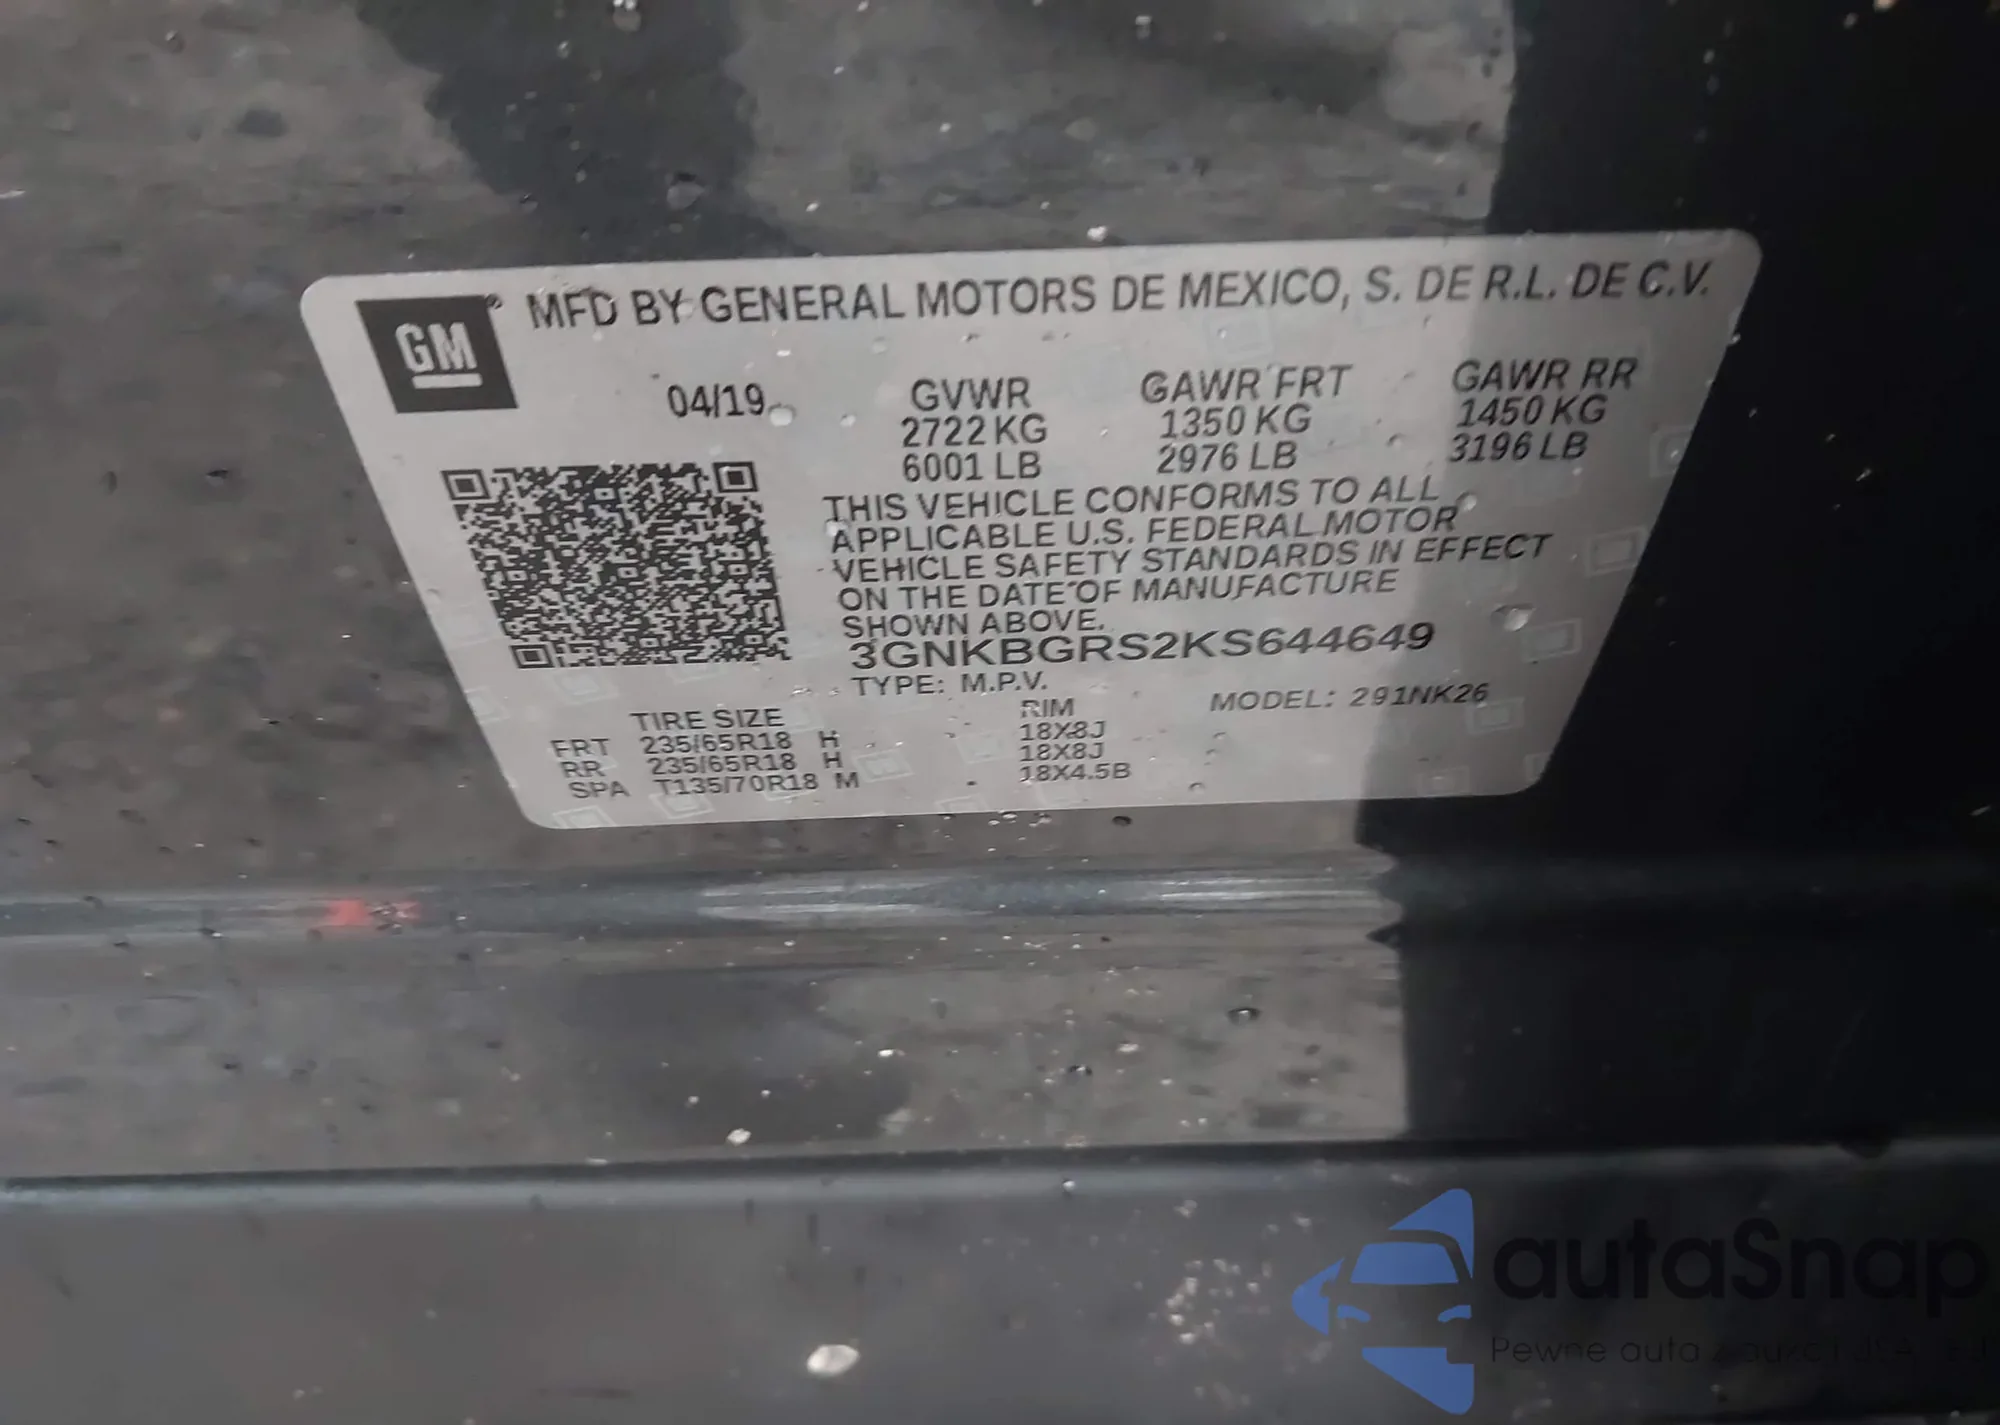 GM® MFD BY GENERAL MOTORS DE MEXICO, S. DE R.L. DE C.V.
04/19 GVWR GAWR FRT GAWR RR
2722 KG 1350 KG 1450 KG
6001 LB 2976 LB 3196 LB
THIS VEHICLE CONFORMS TO ALL
APPLICABLE U.S. FEDERAL MOTOR
VEHICLE SAFETY STANDARDS IN EFFECT
ON THE DATE OF MANUFACTURE
SHOWN ABOVE.
3GNKBGRS2KS644649
TYPE: M.P.V. MODEL: 291NK26
TIRE SIZE RIM
FRT 235/65R18 H 18X8J
RR 235/65R18 H 18X8J
SPA T135/70R18 M 18X4.5B
autaSnap
Pewne auta